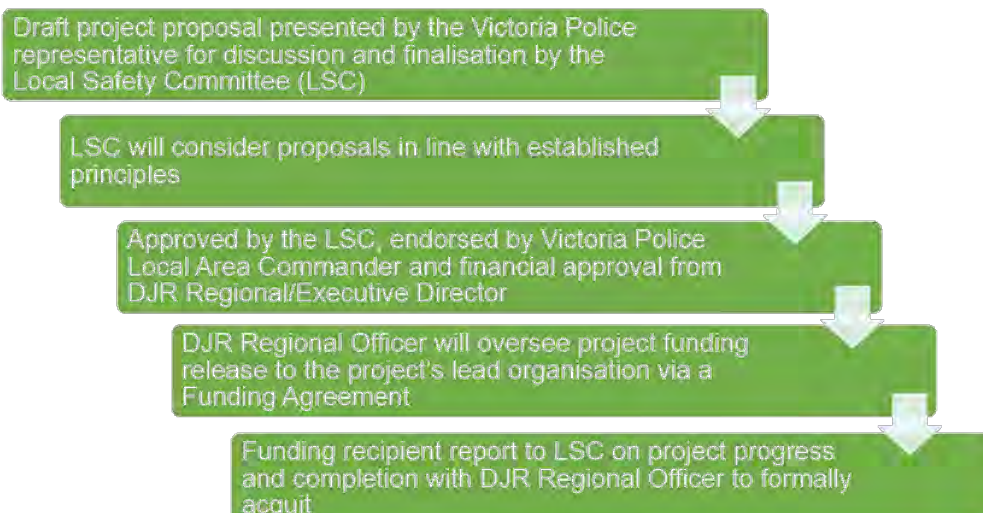 Draft project proposal presented by the Victoria Police
representative for discussion and finalisation by the
Local Safety Committee (LSC)
LSC will consider proposals in line with established
principles
Approved by the LSC, endorsed by Victoria Police
Local Area Commander and financial approval from
DJR Regional/Executive Director
DJR Regional Officer will oversee project funding
release to the project's lead organisation via a
Funding Agreement
Funding recipient report to LSC on project progress
and completion with DJR Regional Officer to formally
acquit